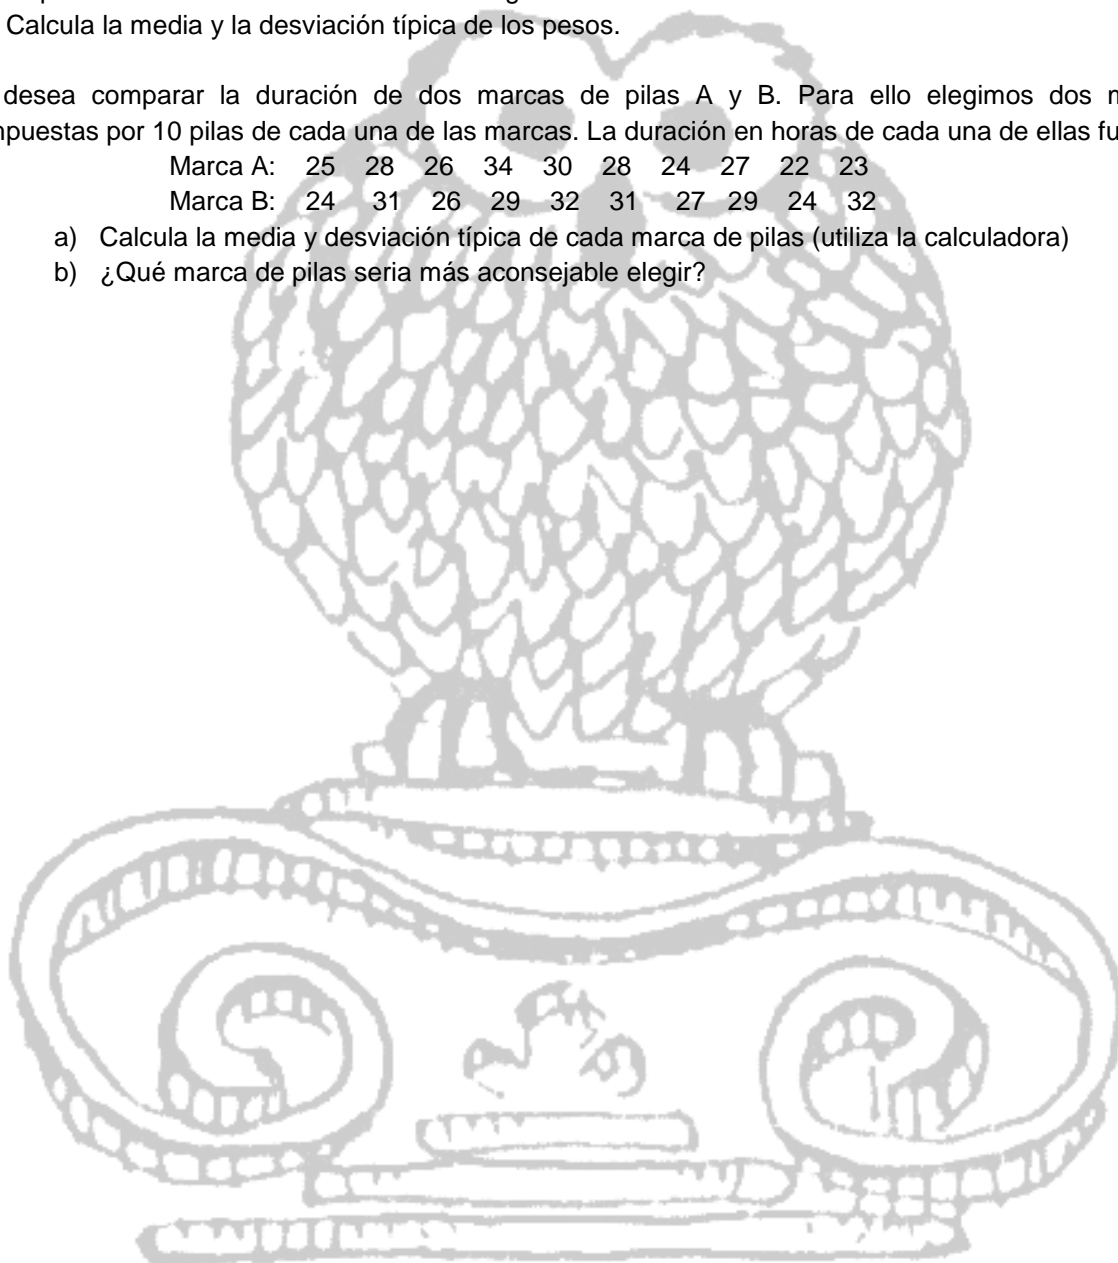 Calcula la media y la desviación típica de los pesos.
desea comparar la duración de dos marcas de pilas A y B. Para ello elegimos dos
puestas por 10 pilas de cada una de las marcas. La duración en horas de cada una de ellas fu
Marca A: 25 28 26 34 30 28 24 27 22 23
Marca B: 24 31 26 29 32 31 27 29 24 32
a) Calcula la media y desviación típica de cada marca de pilas (utiliza la calculadora)
b) ¿Qué marca de pilas seria más aconsejable elegir?